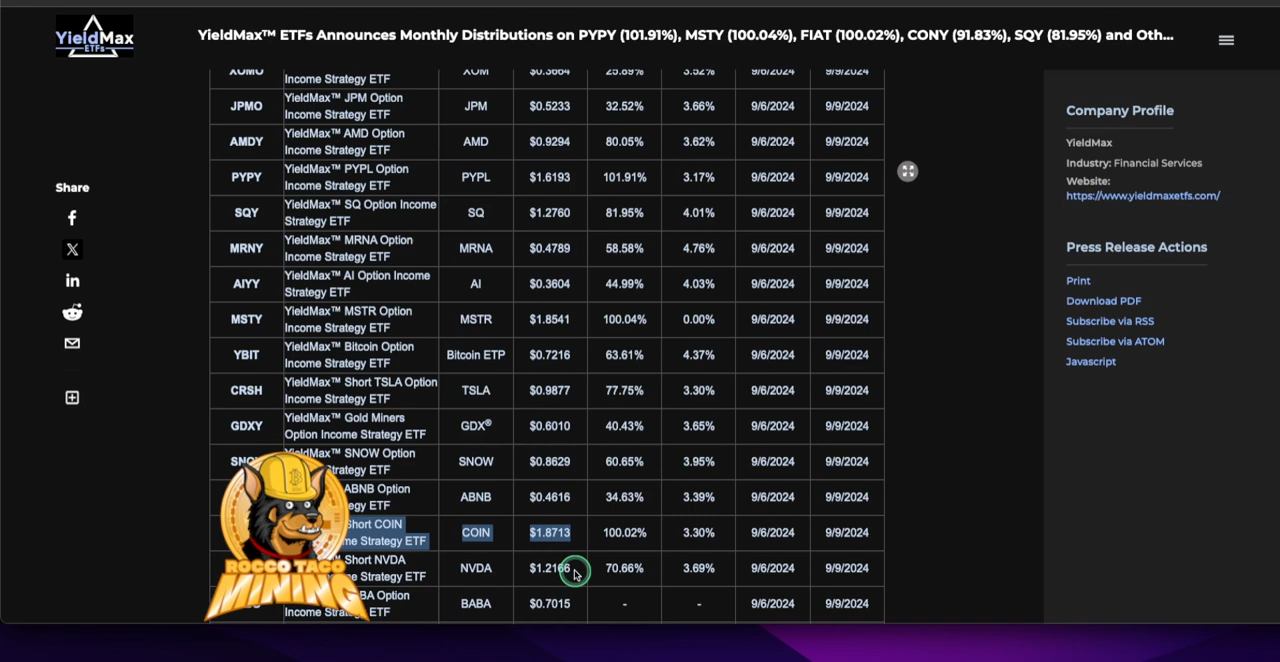 YieldMax
ETFs
YieldMax™ ETFs Announces Monthly Distributions on PYPY (101.91%), MSTY (100.04%), FIAT (100.02%), CONY (91.83%), SQY (81.95%) and Oth...
XOMO Income Strategy ETF XOM $0.3664 25.89% 3.52% 9/6/2024 9/9/2024
JPMO YieldMax™ JPM Option Income Strategy ETF JPM $0.5233 32.52% 3.66% 9/6/2024 9/9/2024
AMDY YieldMax™ AMD Option Income Strategy ETF AMD $0.9294 80.05% 3.62% 9/6/2024 9/9/2024
PYPY YieldMax™ PYPL Option Income Strategy ETF PYPL $1.6193 101.91% 3.17% 9/6/2024 9/9/2024
SQY YieldMax™ SQ Option Income Strategy ETF SQ $1.2760 81.95% 4.01% 9/6/2024 9/9/2024
MRNY YieldMax™ MRNA Option Income Strategy ETF MRNA $0.4789 58.58% 4.76% 9/6/2024 9/9/2024
AIYY YieldMax™ AI Option Income Strategy ETF AI $0.3604 44.99% 4.03% 9/6/2024 9/9/2024
MSTY YieldMax™ MSTR Option Income Strategy ETF MSTR $1.8541 100.04% 0.00% 9/6/2024 9/9/2024
YBIT YieldMax™ Bitcoin Option Income Strategy ETF Bitcoin ETP $0.7216 63.61% 4.37% 9/6/2024 9/9/2024
CRSH YieldMax™ Short TSLA Option Income Strategy ETF TSLA $0.9877 77.75% 3.30% 9/6/2024 9/9/2024
GDXY YieldMax™ Gold Miners Option Income Strategy ETF GDX® $0.6010 40.43% 3.65% 9/6/2024 9/9/2024
YieldMax™ SNOW Option Strategy ETF SNOW $0.8629 60.65% 3.95% 9/6/2024 9/9/2024
ABNB Option ETF ABNB $0.4616 34.63% 3.39% 9/6/2024 9/9/2024
Short COIN Strategy ETF COIN $1.8713 100.02% 3.30% 9/6/2024 9/9/2024
Short NVDA Strategy ETF NVDA $1.2166 70.66% 3.69% 9/6/2024 9/9/2024
Option Income ETF BABA $0.7015 - - 9/6/2024 9/9/2024
Share
Company Profile
YieldMax
Industry: Financial Services
Website:
https://www.yieldmaxetfs.com/
Press Release Actions
Print
Download PDF
Subscribe via RSS
Subscribe via ATOM
Javascript
ROCCO TACO
MINING